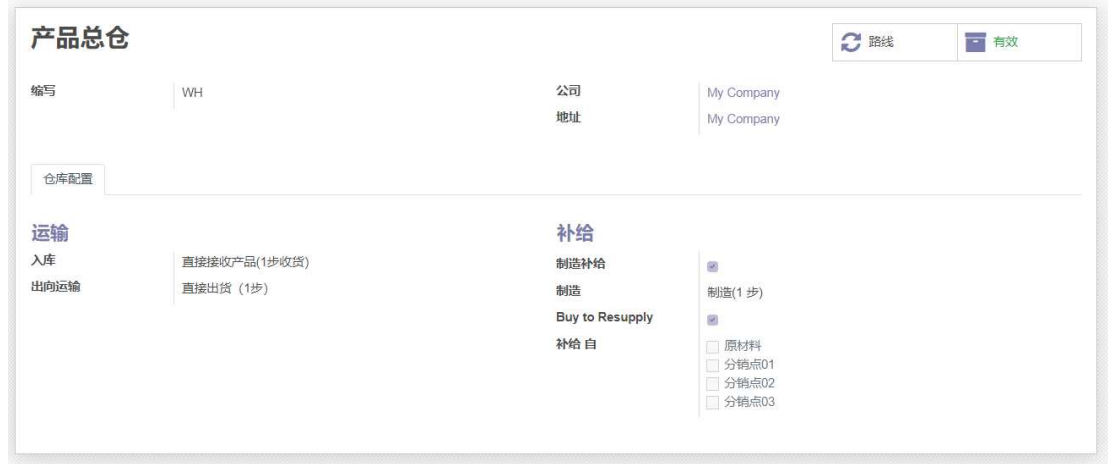 产品总仓
路线
有效
缩写 WH
公司 My Company
地址 My Company
仓库配置
运输
入库 直接接收产品(1步收货)
出向运输 直接出货（1步）
补给
制造补给
制造 制造(1 步)
Buy to Resupply
补给 自 原材料
分销点01
分销点02
分销点03